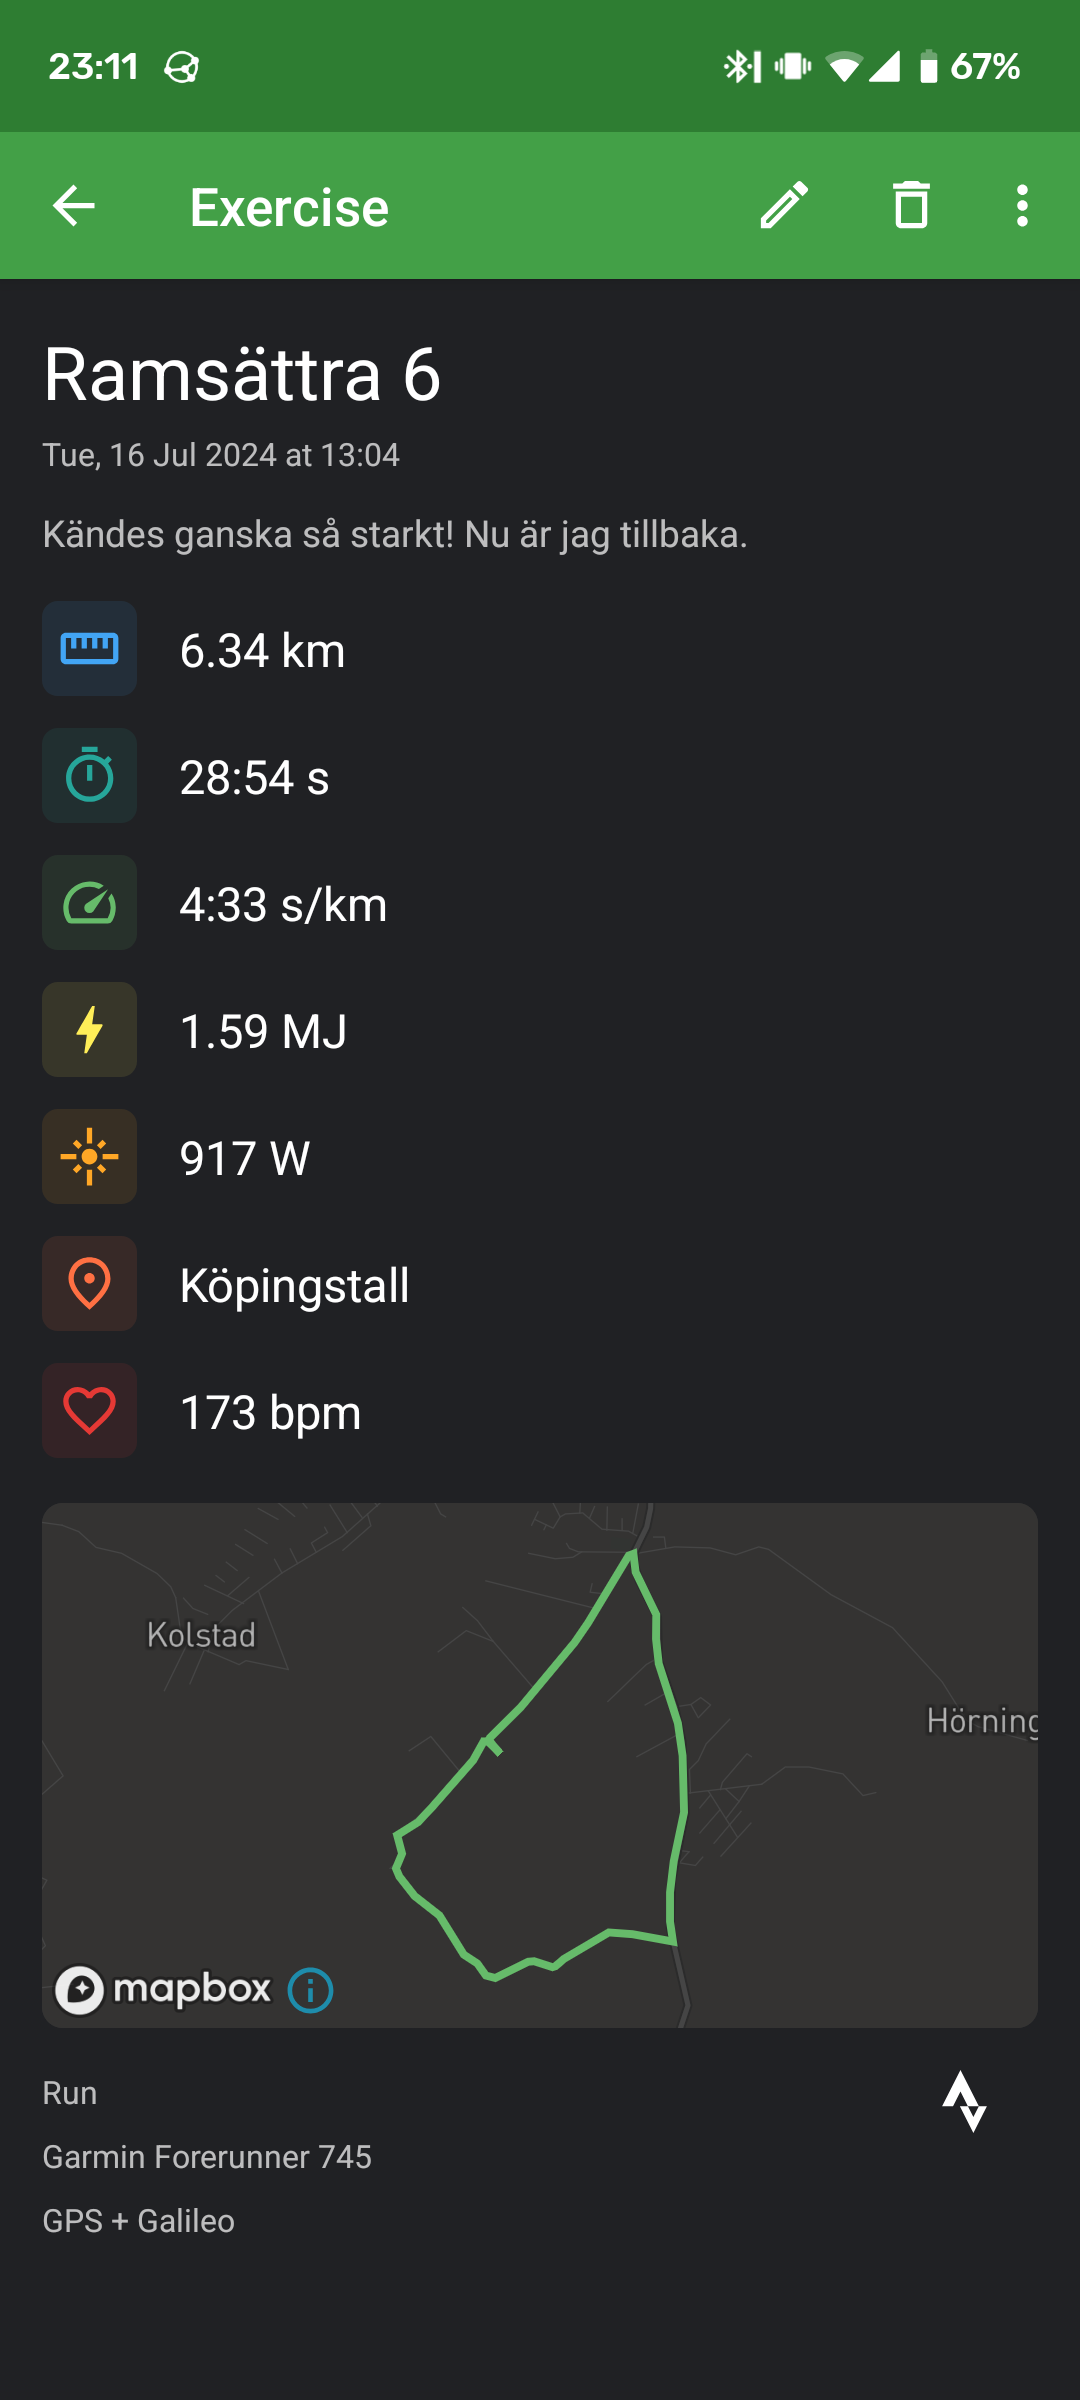 23:11
67%
Exercise
Ramsättra 6
Tue, 16 Jul 2024 at 13:04
Kändes ganska så starkt! Nu är jag tillbaka.
6.34 km
28:54 s
4:33 s/km
1.59 MJ
917 W
Köpingstall
173 bpm
Kolstad
Hörning
mapbox
Run
Garmin Forerunner 745
GPS + Galileo